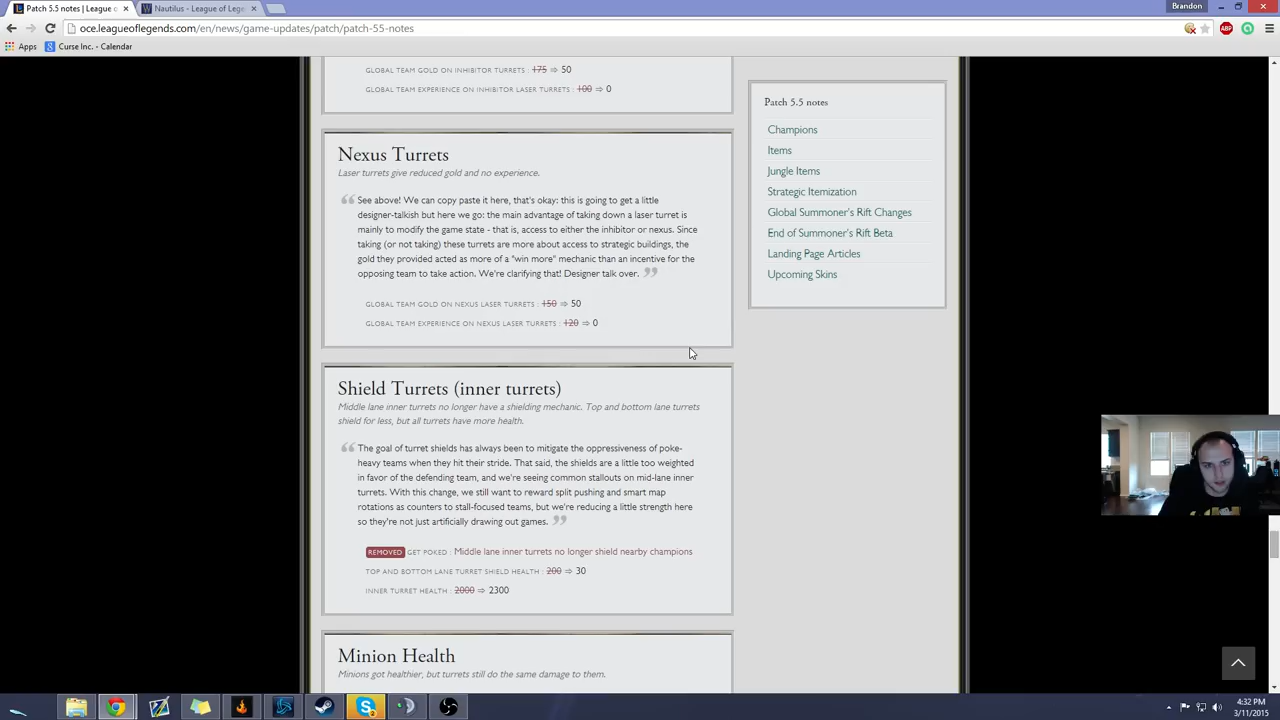 Patch 5.5 notes | League o
Nautilus - League of Lege
Brandon
oce.leagueoflegends.com/en/news/game-updates/patch/patch-55-notes
Apps
Curse Inc. - Calendar
GLOBAL TEAM GOLD ON INHIBITOR TURRETS : 175 ⇒ 50
GLOBAL TEAM EXPERIENCE ON INHIBITOR LASER TURRETS : 100 ⇒ 0
Nexus Turrets
Laser turrets give reduced gold and no experience.
See above! We can copy paste it here, that's okay: this is going to get a little
designer-talkish but here we go: the main advantage of taking down a laser turret is
mainly to modify the game state - that is, access to either the inhibitor or nexus. Since
taking (or not taking) these turrets are more about access to strategic buildings, the
gold they provided acted as more of a "win more" mechanic than an incentive for the
opposing team to take action. We're clarifying that! Designer talk over.
GLOBAL TEAM GOLD ON NEXUS LASER TURRETS : 150 ⇒ 50
GLOBAL TEAM EXPERIENCE ON NEXUS LASER TURRETS : 120 ⇒ 0
Shield Turrets (inner turrets)
Middle lane inner turrets no longer have a shielding mechanic. Top and bottom lane turrets
shield for less, but all turrets have more health.
The goal of turret shields has always been to mitigate the oppressiveness of poke-
heavy teams when they hit their stride. That said, the shields are a little too weighted
in favor of the defending team, and we're seeing common stallouts on mid-lane inner
turrets. With this change, we still want to reward split pushing and smart map
rotations as counters to stall-focused teams, but we're reducing a little strength here
so they're not just artificially drawing out games.
REMOVED GET POKED : Middle lane inner turrets no longer shield nearby champions
TOP AND BOTTOM LANE TURRET SHIELD HEALTH : 200 ⇒ 30
INNER TURRET HEALTH : 2000 ⇒ 2300
Minion Health
Minions got healthier, but turrets still do the same damage to them.
Patch 5.5 notes
Champions
Items
Jungle Items
Strategic Itemization
Global Summoner's Rift Changes
End of Summoner's Rift Beta
Landing Page Articles
Upcoming Skins
ABP
4:32 PM
3/11/2015